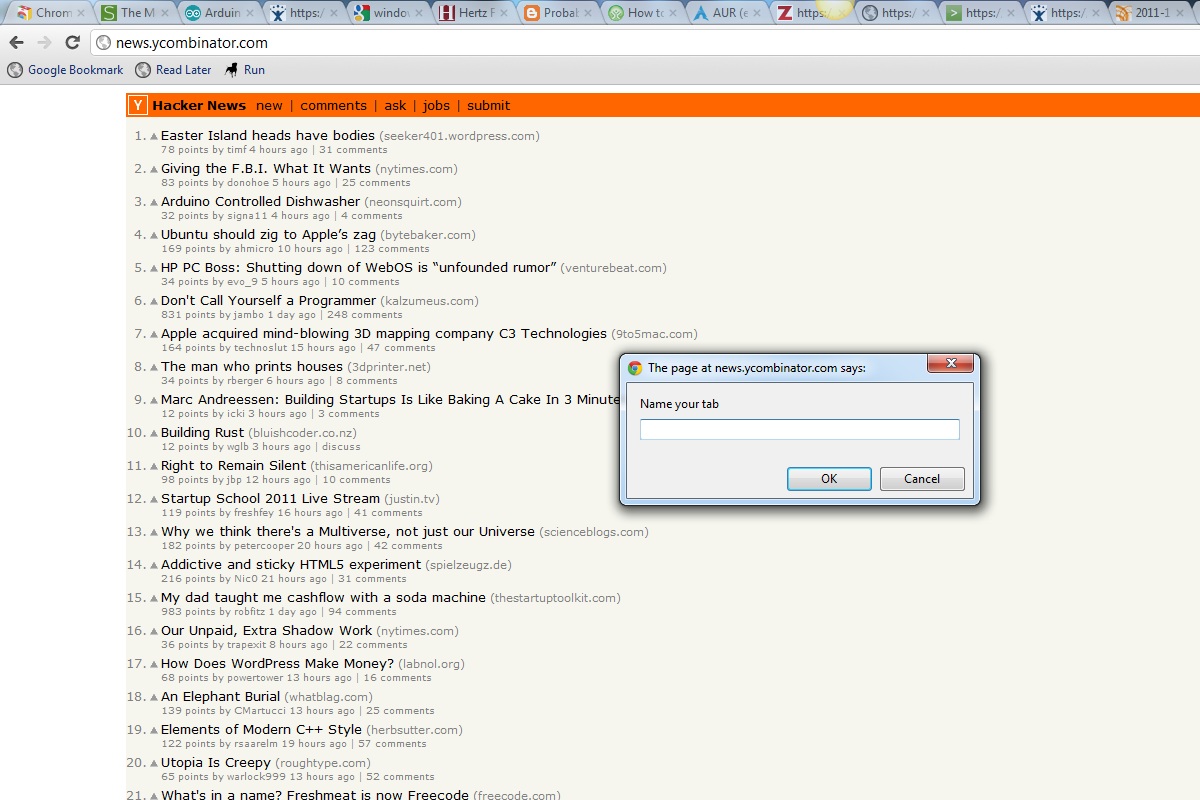 Chrom
The M
Arduin
https:/
windo
Hertz F
Probal
How to
AUR (e
https:/
https:/
https:/
https:/
2011-1
news.ycombinator.com
Google Bookmark Read Later Run
Y Hacker News new | comments | ask | jobs | submit
1. Easter Island heads have bodies (seeker401.wordpress.com)
78 points by timf 4 hours ago | 31 comments
2. Giving the F.B.I. What It Wants (nytimes.com)
83 points by donohoe 5 hours ago | 25 comments
3. Arduino Controlled Dishwasher (neonsquirt.com)
32 points by signa11 4 hours ago | 4 comments
4. Ubuntu should zig to Apple’s zag (bytebaker.com)
169 points by ahmicro 10 hours ago | 123 comments
5. HP PC Boss: Shutting down of WebOS is “unfounded rumor” (venturebeat.com)
34 points by evo_9 5 hours ago | 10 comments
6. Don't Call Yourself a Programmer (kalzumeus.com)
831 points by jambo 1 day ago | 248 comments
7. Apple acquired mind-blowing 3D mapping company C3 Technologies (9to5mac.com)
164 points by technoslut 15 hours ago | 47 comments
8. The man who prints houses (3dprinter.net)
34 points by rberger 6 hours ago | 8 comments
9. Marc Andreessen: Building Startups Is Like Baking A Cake In 3 Minute
12 points by icki 3 hours ago | 3 comments
10. Building Rust (bluishcoder.co.nz)
12 points by wglb 3 hours ago | discuss
11. Right to Remain Silent (thisamericanlife.org)
98 points by jbp 12 hours ago | 10 comments
12. Startup School 2011 Live Stream (justin.tv)
119 points by freshfey 16 hours ago | 41 comments
13. Why we think there's a Multiverse, not just our Universe (scienceblogs.com)
182 points by petercooper 20 hours ago | 42 comments
14. Addictive and sticky HTML5 experiment (spielzeugz.de)
216 points by Nic0 21 hours ago | 31 comments
15. My dad taught me cashflow with a soda machine (thestartuptoolkit.com)
983 points by robfitz 1 day ago | 94 comments
16. Our Unpaid, Extra Shadow Work (nytimes.com)
36 points by trapexit 8 hours ago | 22 comments
17. How Does WordPress Make Money? (labnol.org)
68 points by powertower 13 hours ago | 16 comments
18. An Elephant Burial (whatblag.com)
139 points by CMartucci 13 hours ago | 25 comments
19. Elements of Modern C++ Style (herbsutter.com)
122 points by rsaarelm 19 hours ago | 57 comments
20. Utopia Is Creepy (roughtype.com)
65 points by warlock999 13 hours ago | 52 comments
21. What's in a name? Freshmeat is now Freecode (freecode.com)
The page at news.ycombinator.com says:
Name your tab
OK Cancel